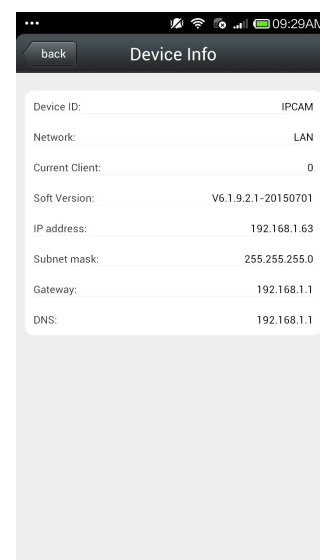 09:29AM
back Device Info
Device ID: IPCAM
Network: LAN
Current Client: 0
Soft Version: V6.1.9.2.1-20150701
IP address: 192.168.1.63
Subnet mask: 255.255.255.0
Gateway: 192.168.1.1
DNS: 192.168.1.1